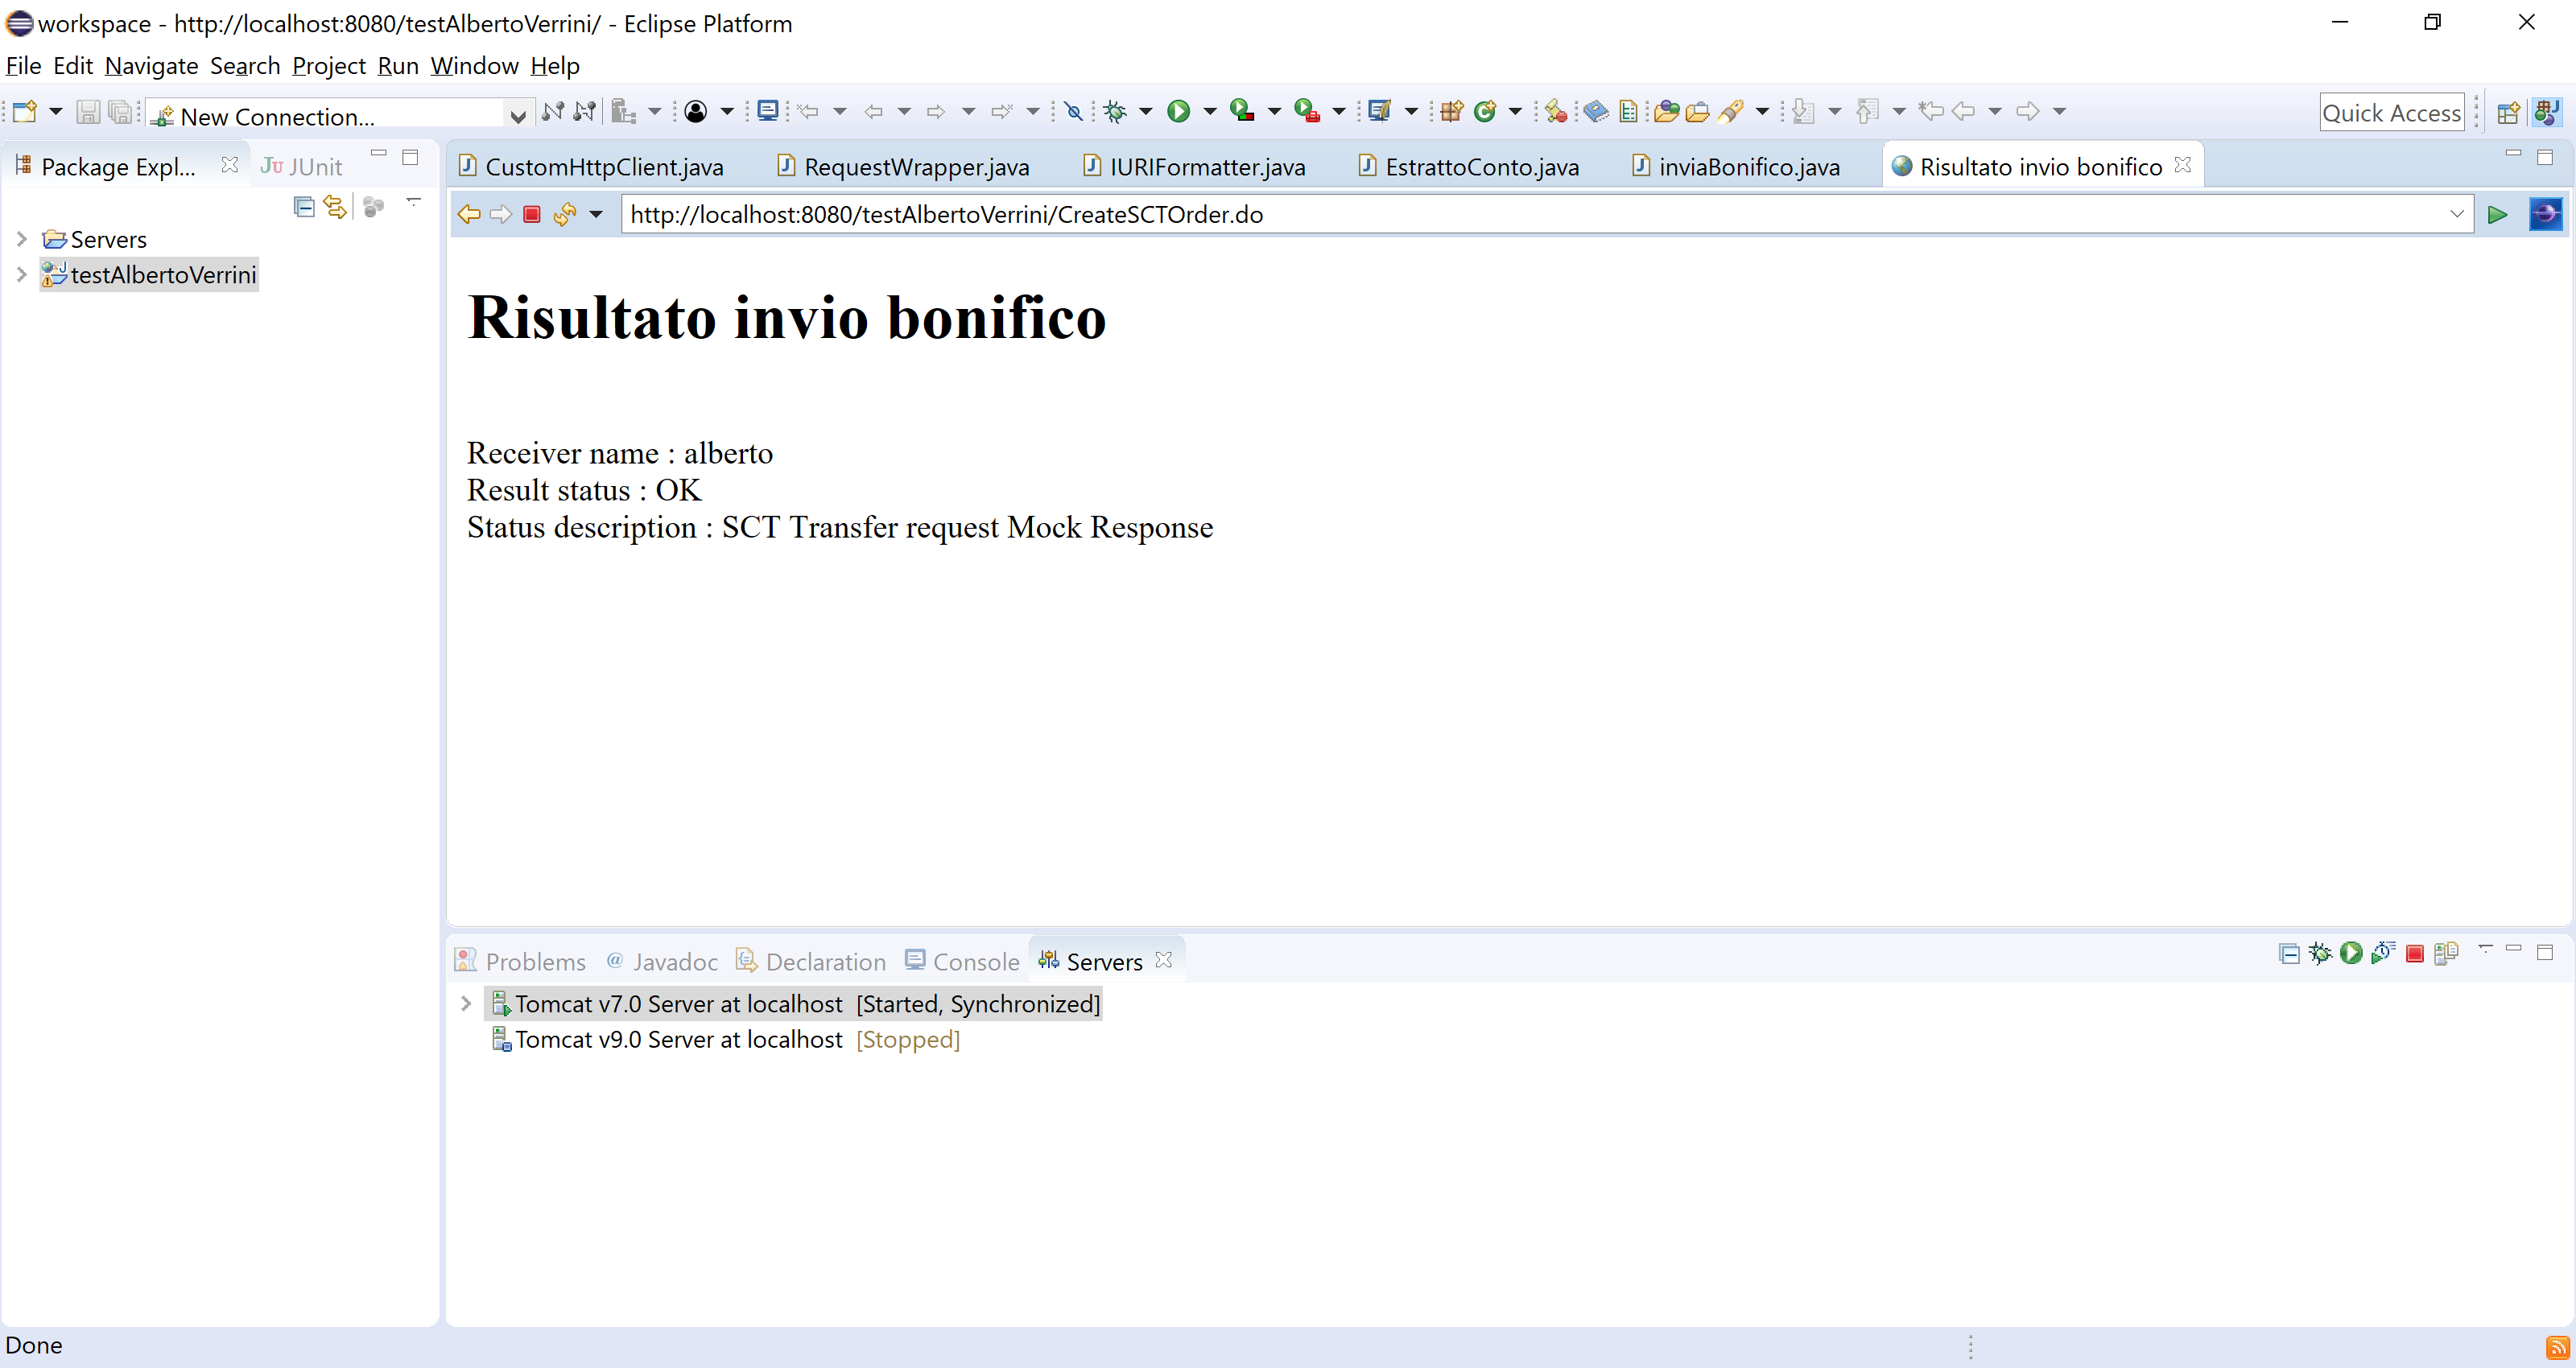 workspace - http://localhost:8080/testAlbertoVerrini/ - Eclipse Platform
File Edit Navigate Search Project Run Window Help
New Connection...
Quick Access
Package Expl...
JUnit
CustomHttpClient.java
RequestWrapper.java
IURIFormatter.java
EstrattoConto.java
inviaBonifico.java
Risultato invio bonifico
http://localhost:8080/testAlbertoVerrini/CreateSCTOrder.do
Servers
testAlbertoVerrini
Risultato invio bonifico
Receiver name : alberto
Result status : OK
Status description : SCT Transfer request Mock Response
Problems
@ Javadoc
Declaration
Console
Servers
Tomcat v7.0 Server at localhost [Started, Synchronized]
Tomcat v9.0 Server at localhost [Stopped]
Done